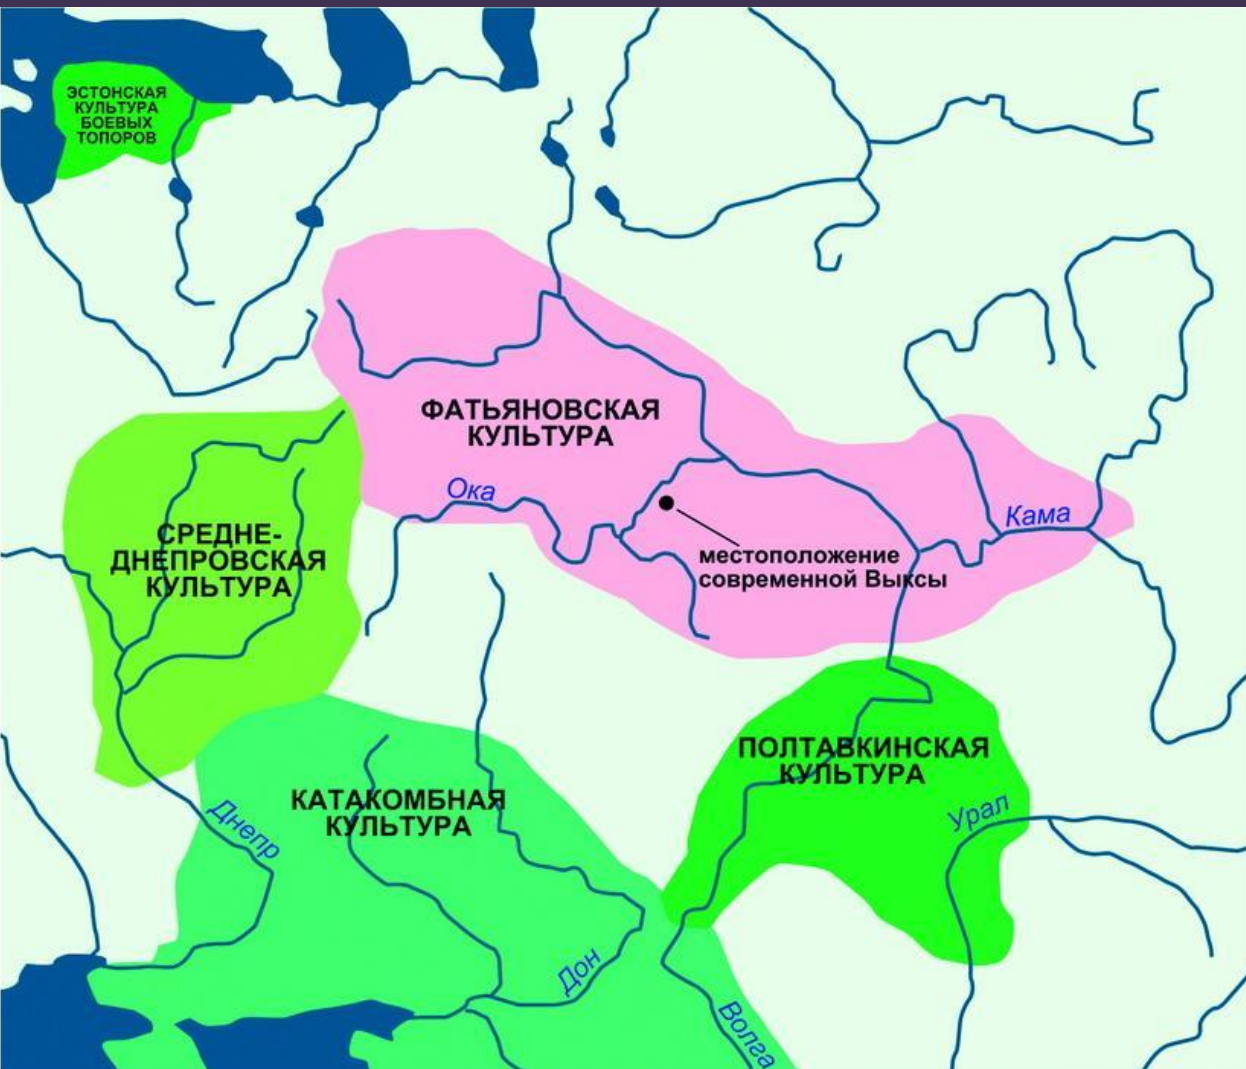 ЭСТОНСКАЯ
КУЛЬТУРА
БОЕВЫХ
ТОПОРОВ
ФАТЬЯНОВСКАЯ
КУЛЬТУРА
Ока
Кама
СРЕДНЕ-
ДНЕПРОВСКАЯ
КУЛЬТУРА
местоположение
современной Выксы
ПОЛТАВКИНСКАЯ
КУЛЬТУРА
КАТАКОМБНАЯ
КУЛЬТУРА
Днепр
Урал
Дон
Волга